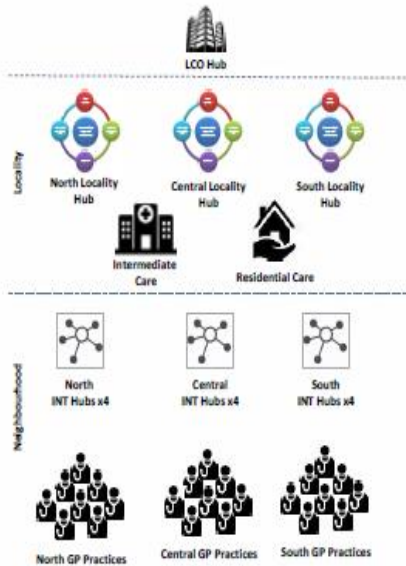 LCO Hub
Locality
North Locality
Hub
Central Locality
Hub
South Locality
Hub
Intermediate
Care
Residential Care
Neighbourhood
North
INT Hubs x4
Central
INT Hubs x4
South
INT Hubs x4
North GP Practices
Central GP Practices
South GP Practices